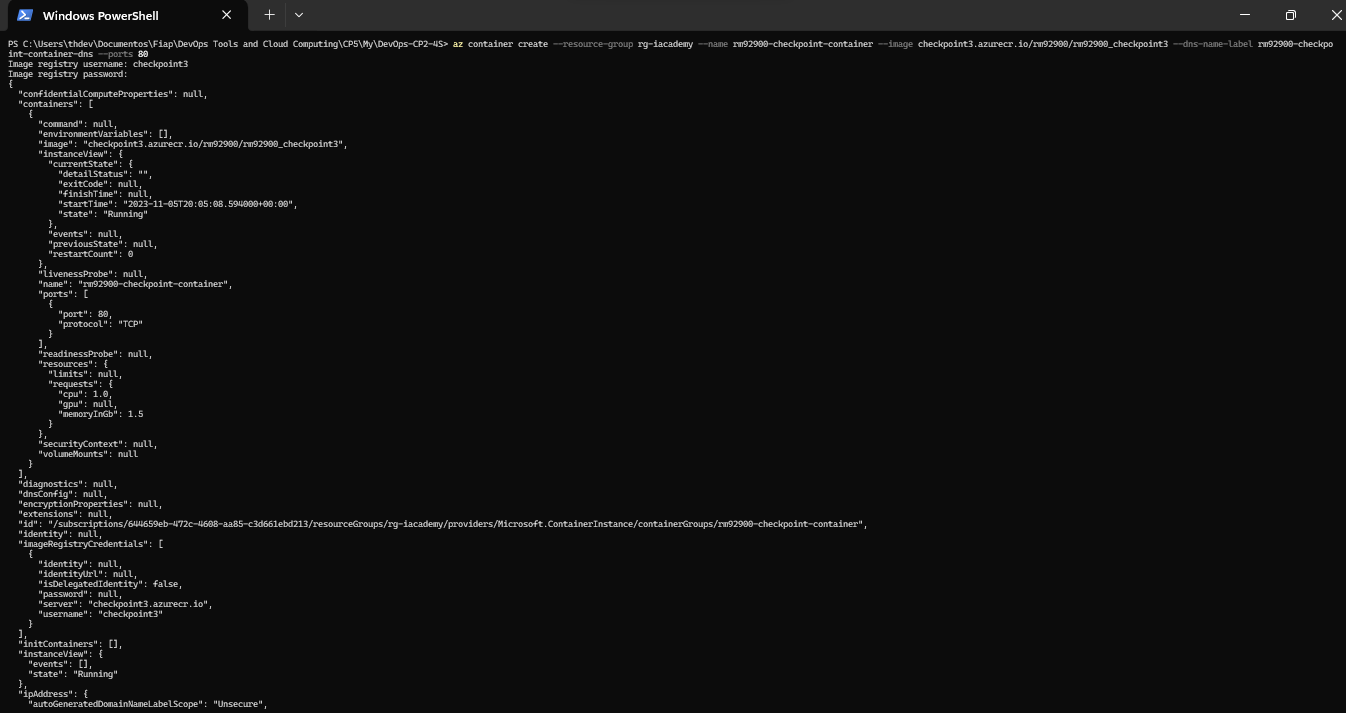 Windows PowerShell
PS C:\Users\thdev\Documentos\Fiap\DevOps Tools and Cloud Computing\CP5\My\DevOps-CP2-4S> az container create --resource-group rg-iacademy --name rm92900-checkpoint-container --image checkpoint3.azurecr.io/rm92900/rm92900_checkpoint3 --dns-name-label rm92900-checkpo
int-container-dns --ports 80
Image registry username: checkpoint3
Image registry password:
{
  "confidentialComputeProperties": null,
  "containers": [
    {
      "command": null,
      "environmentVariables": [],
      "image": "checkpoint3.azurecr.io/rm92900/rm92900_checkpoint3",
      "instanceView": {
        "currentState": {
          "detailStatus": "",
          "exitCode": null,
          "finishTime": null,
          "startTime": "2023-11-05T20:05:08.594000+00:00",
          "state": "Running"
        },
        "events": null,
        "previousState": null,
        "restartCount": 0
      },
      "livenessProbe": null,
      "name": "rm92900-checkpoint-container",
      "ports": [
        {
          "port": 80,
          "protocol": "TCP"
        }
      ],
      "readinessProbe": null,
      "resources": {
        "limits": null,
        "requests": {
          "cpu": 1.0,
          "gpu": null,
          "memoryInGb": 1.5
        }
      },
      "securityContext": null,
      "volumeMounts": null
    }
  ],
  "diagnostics": null,
  "dnsConfig": null,
  "encryptionProperties": null,
  "extensions": null,
  "id": "/subscriptions/644659eb-472c-4608-aa85-c3d661ebd213/resourceGroups/rg-iacademy/providers/Microsoft.ContainerInstance/containerGroups/rm92900-checkpoint-container",
  "identity": null,
  "imageRegistryCredentials": [
    {
      "identity": null,
      "identityUrl": null,
      "isDelegatedIdentity": false,
      "password": null,
      "server": "checkpoint3.azurecr.io",
      "username": "checkpoint3"
    }
  ],
  "initContainers": [],
  "instanceView": {
    "events": [],
    "state": "Running"
  },
  "ipAddress": {
    "autoGeneratedDomainNameLabelScope": "Unsecure",